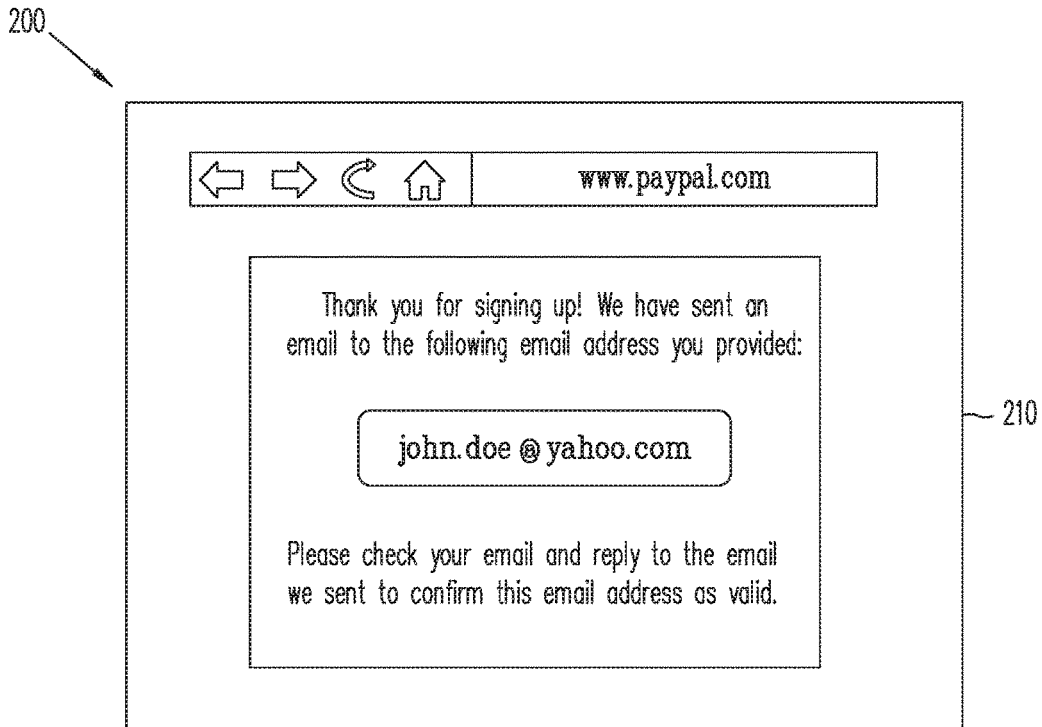 200
www.paypal.com
Thank you for signing up! We have sent an
email to the following email address you provided:
210
john.doe @ yahoo.com
Please check your email and reply to the email
we sent to confirm this email address as valid.